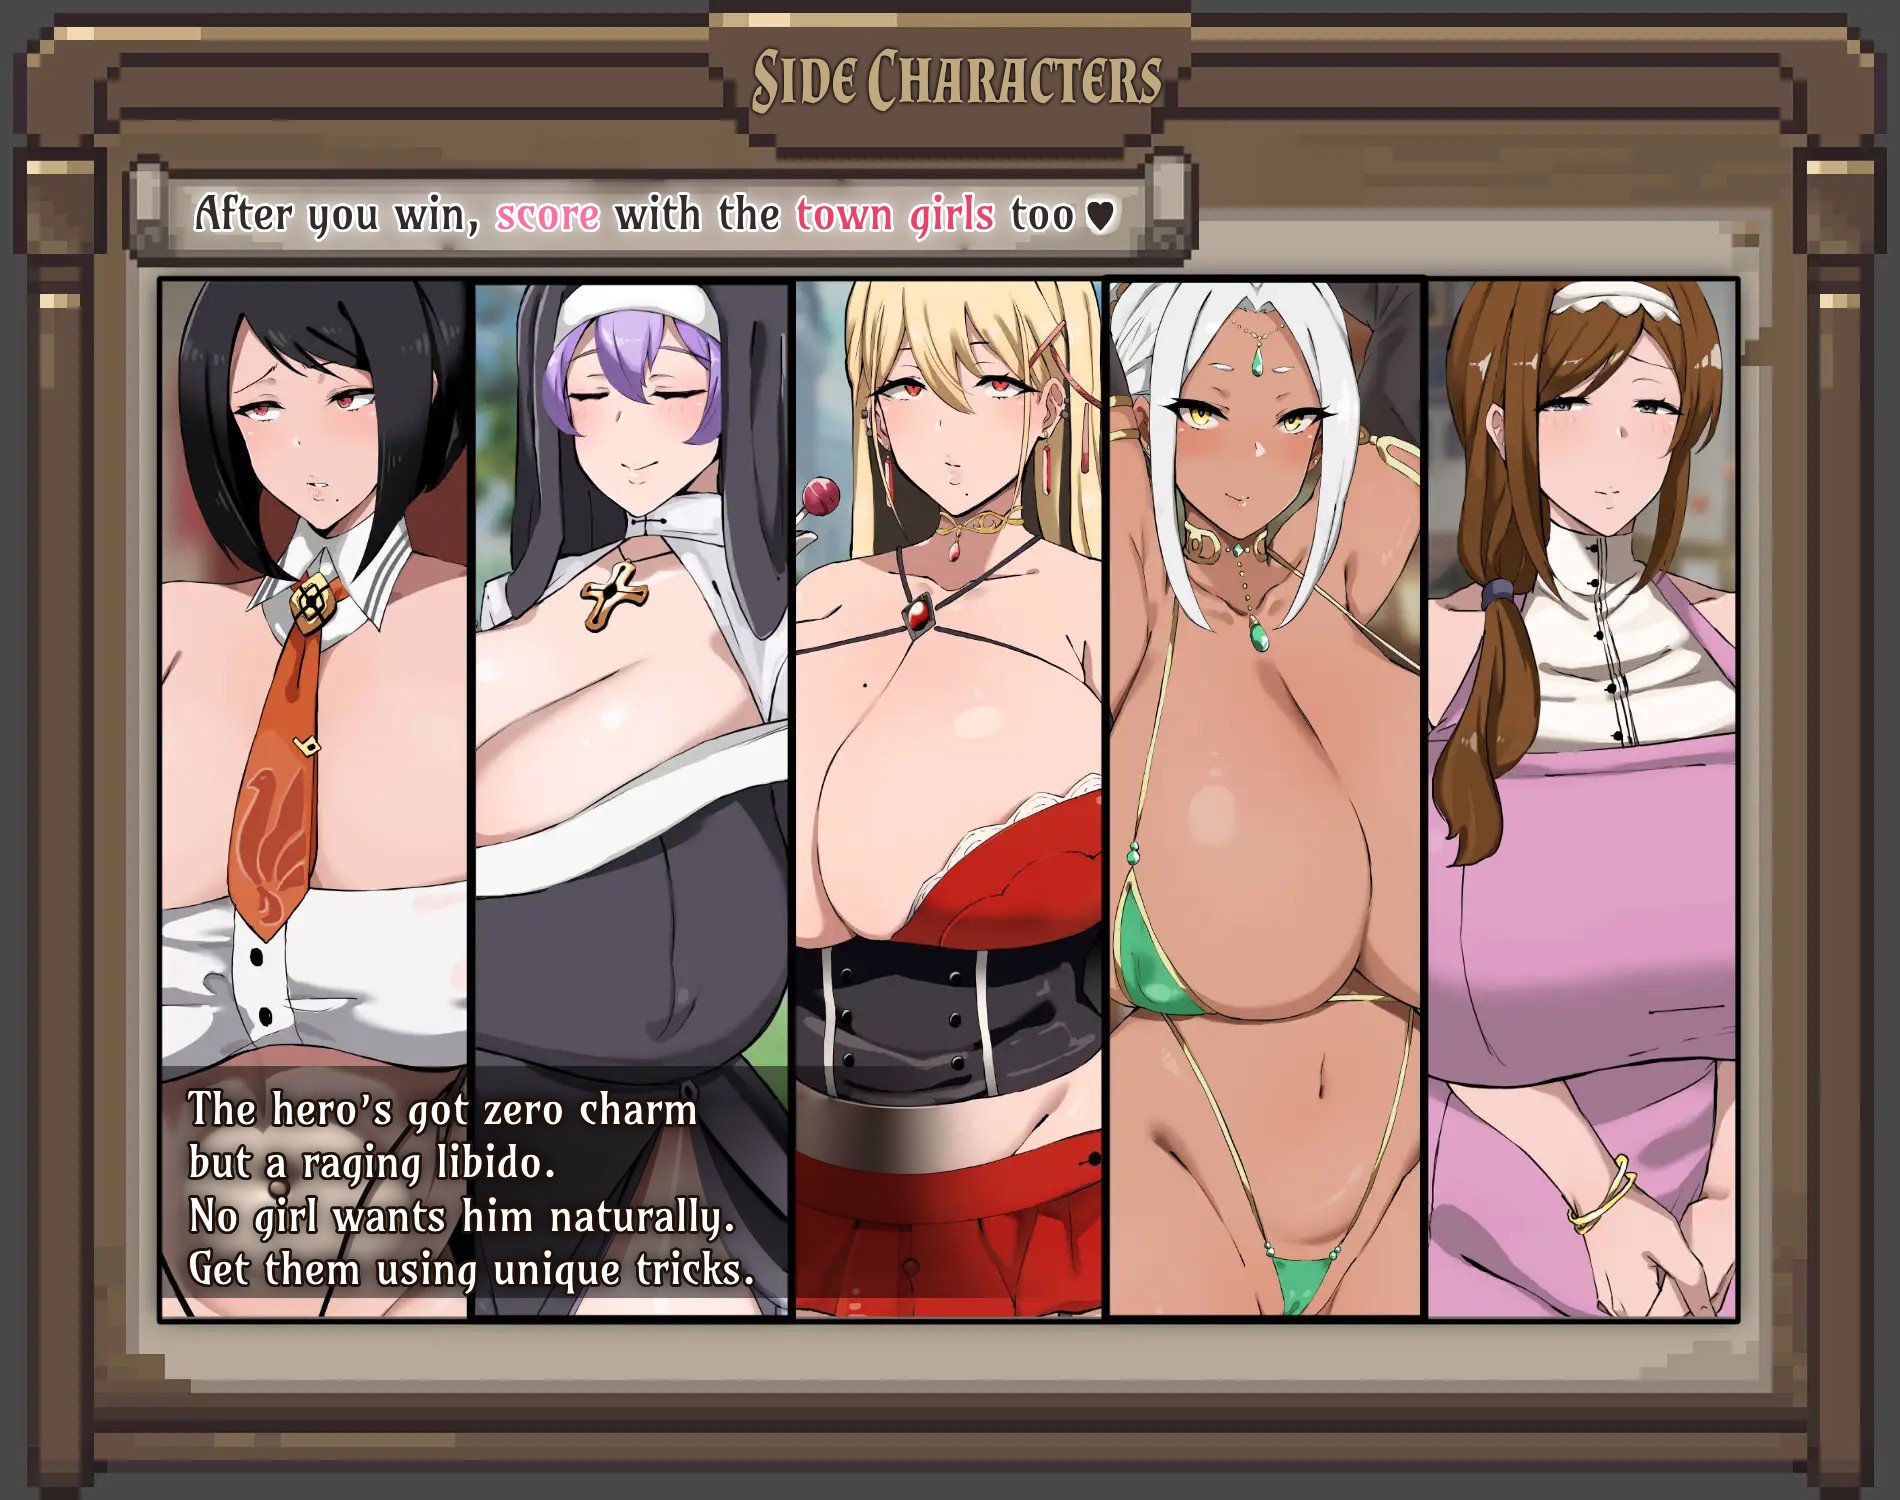 SIDE CHARACTERS
After you win, score with the town girls too ♥
The hero's got zero charm
but a raging libido.
No girl wants him naturally.
Get them using unique tricks.